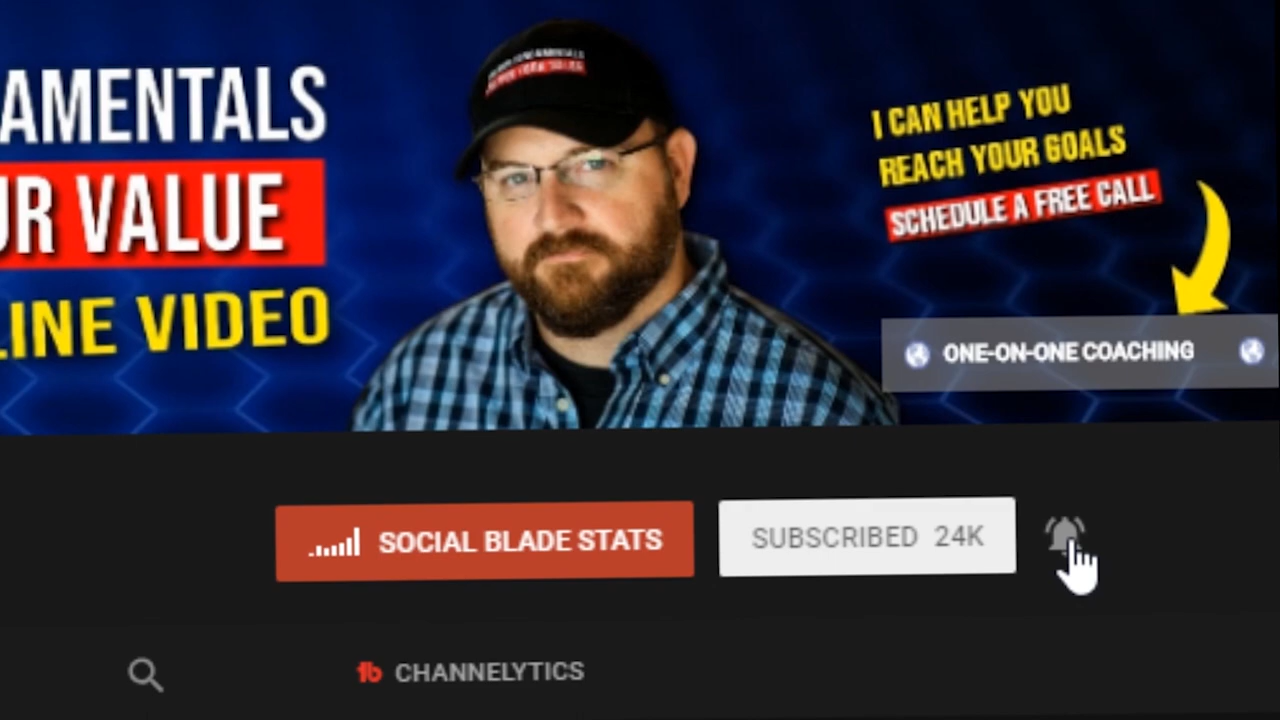 AMENTALS
UR VALUE
LINE VIDEO
I CAN HELP YOU
REACH YOUR GOALS
SCHEDULE A FREE CALL
ONE-ON-ONE COACHING
SOCIAL BLADE STATS
SUBSCRIBED 24K
CHANNELYTICS